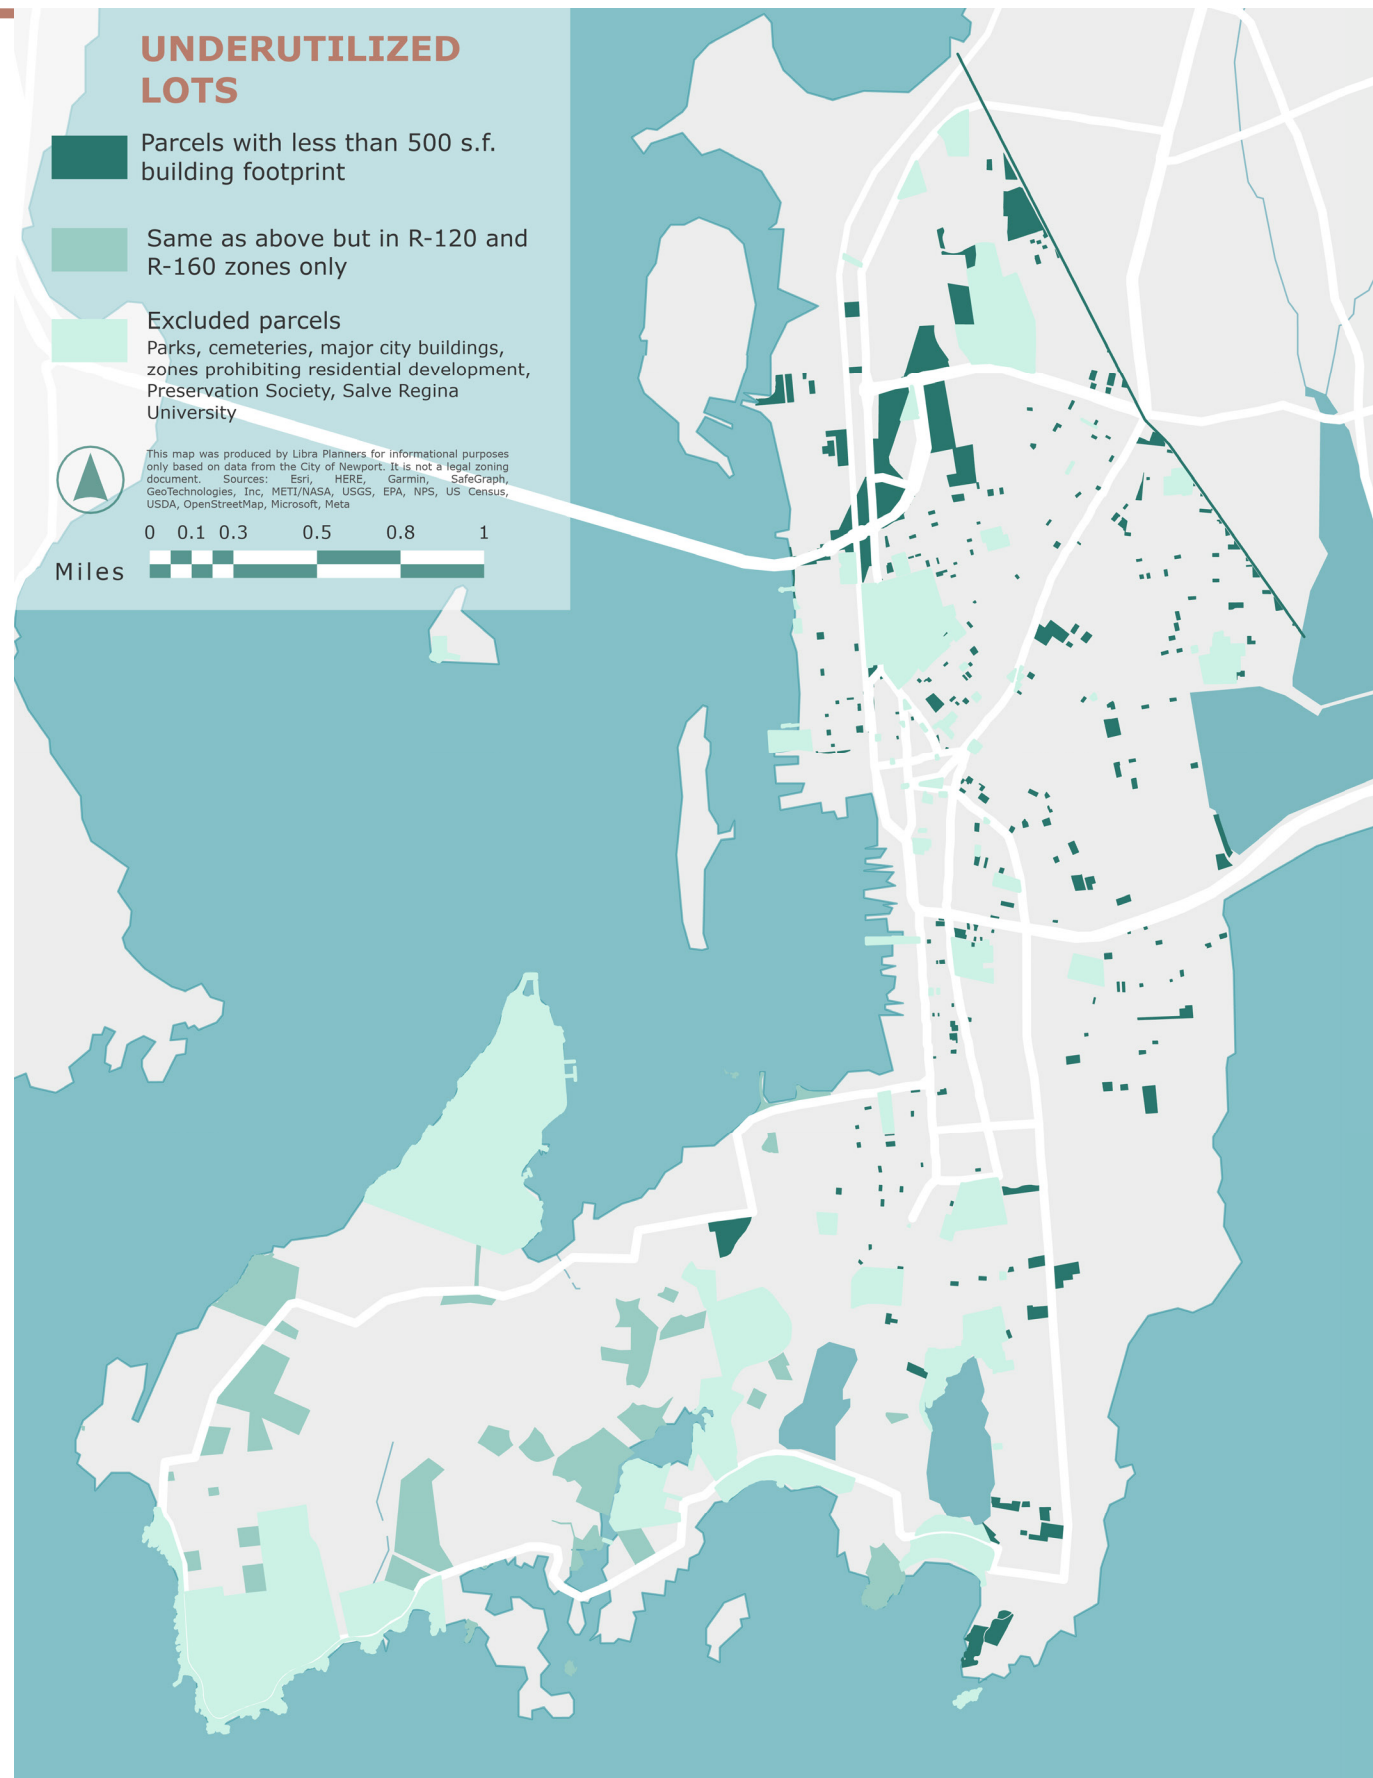 UNDERUTILIZED
LOTS
Parcels with less than 500 s.f.
building footprint
Same as above but in R-120 and
R-160 zones only
Excluded parcels
Parks, cemeteries, major city buildings,
zones prohibiting residential development,
Preservation Society, Salve Regina
University
This map was produced by Libra Planners for informational purposes
only based on data from the City of Newport. It is not a legal zoning
document. Sources: Esri, HERE, Garmin, SafeGraph,
GeoTechnologies, Inc, METI/NASA, USGS, EPA, NPS, US Census,
USDA, OpenStreetMap, Microsoft, Meta
0 0.1 0.3 0.5 0.8 1
Miles